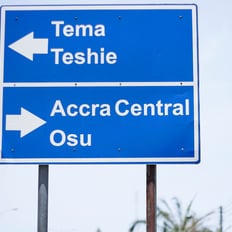 Tema
Teshie
Accra Central
Osu